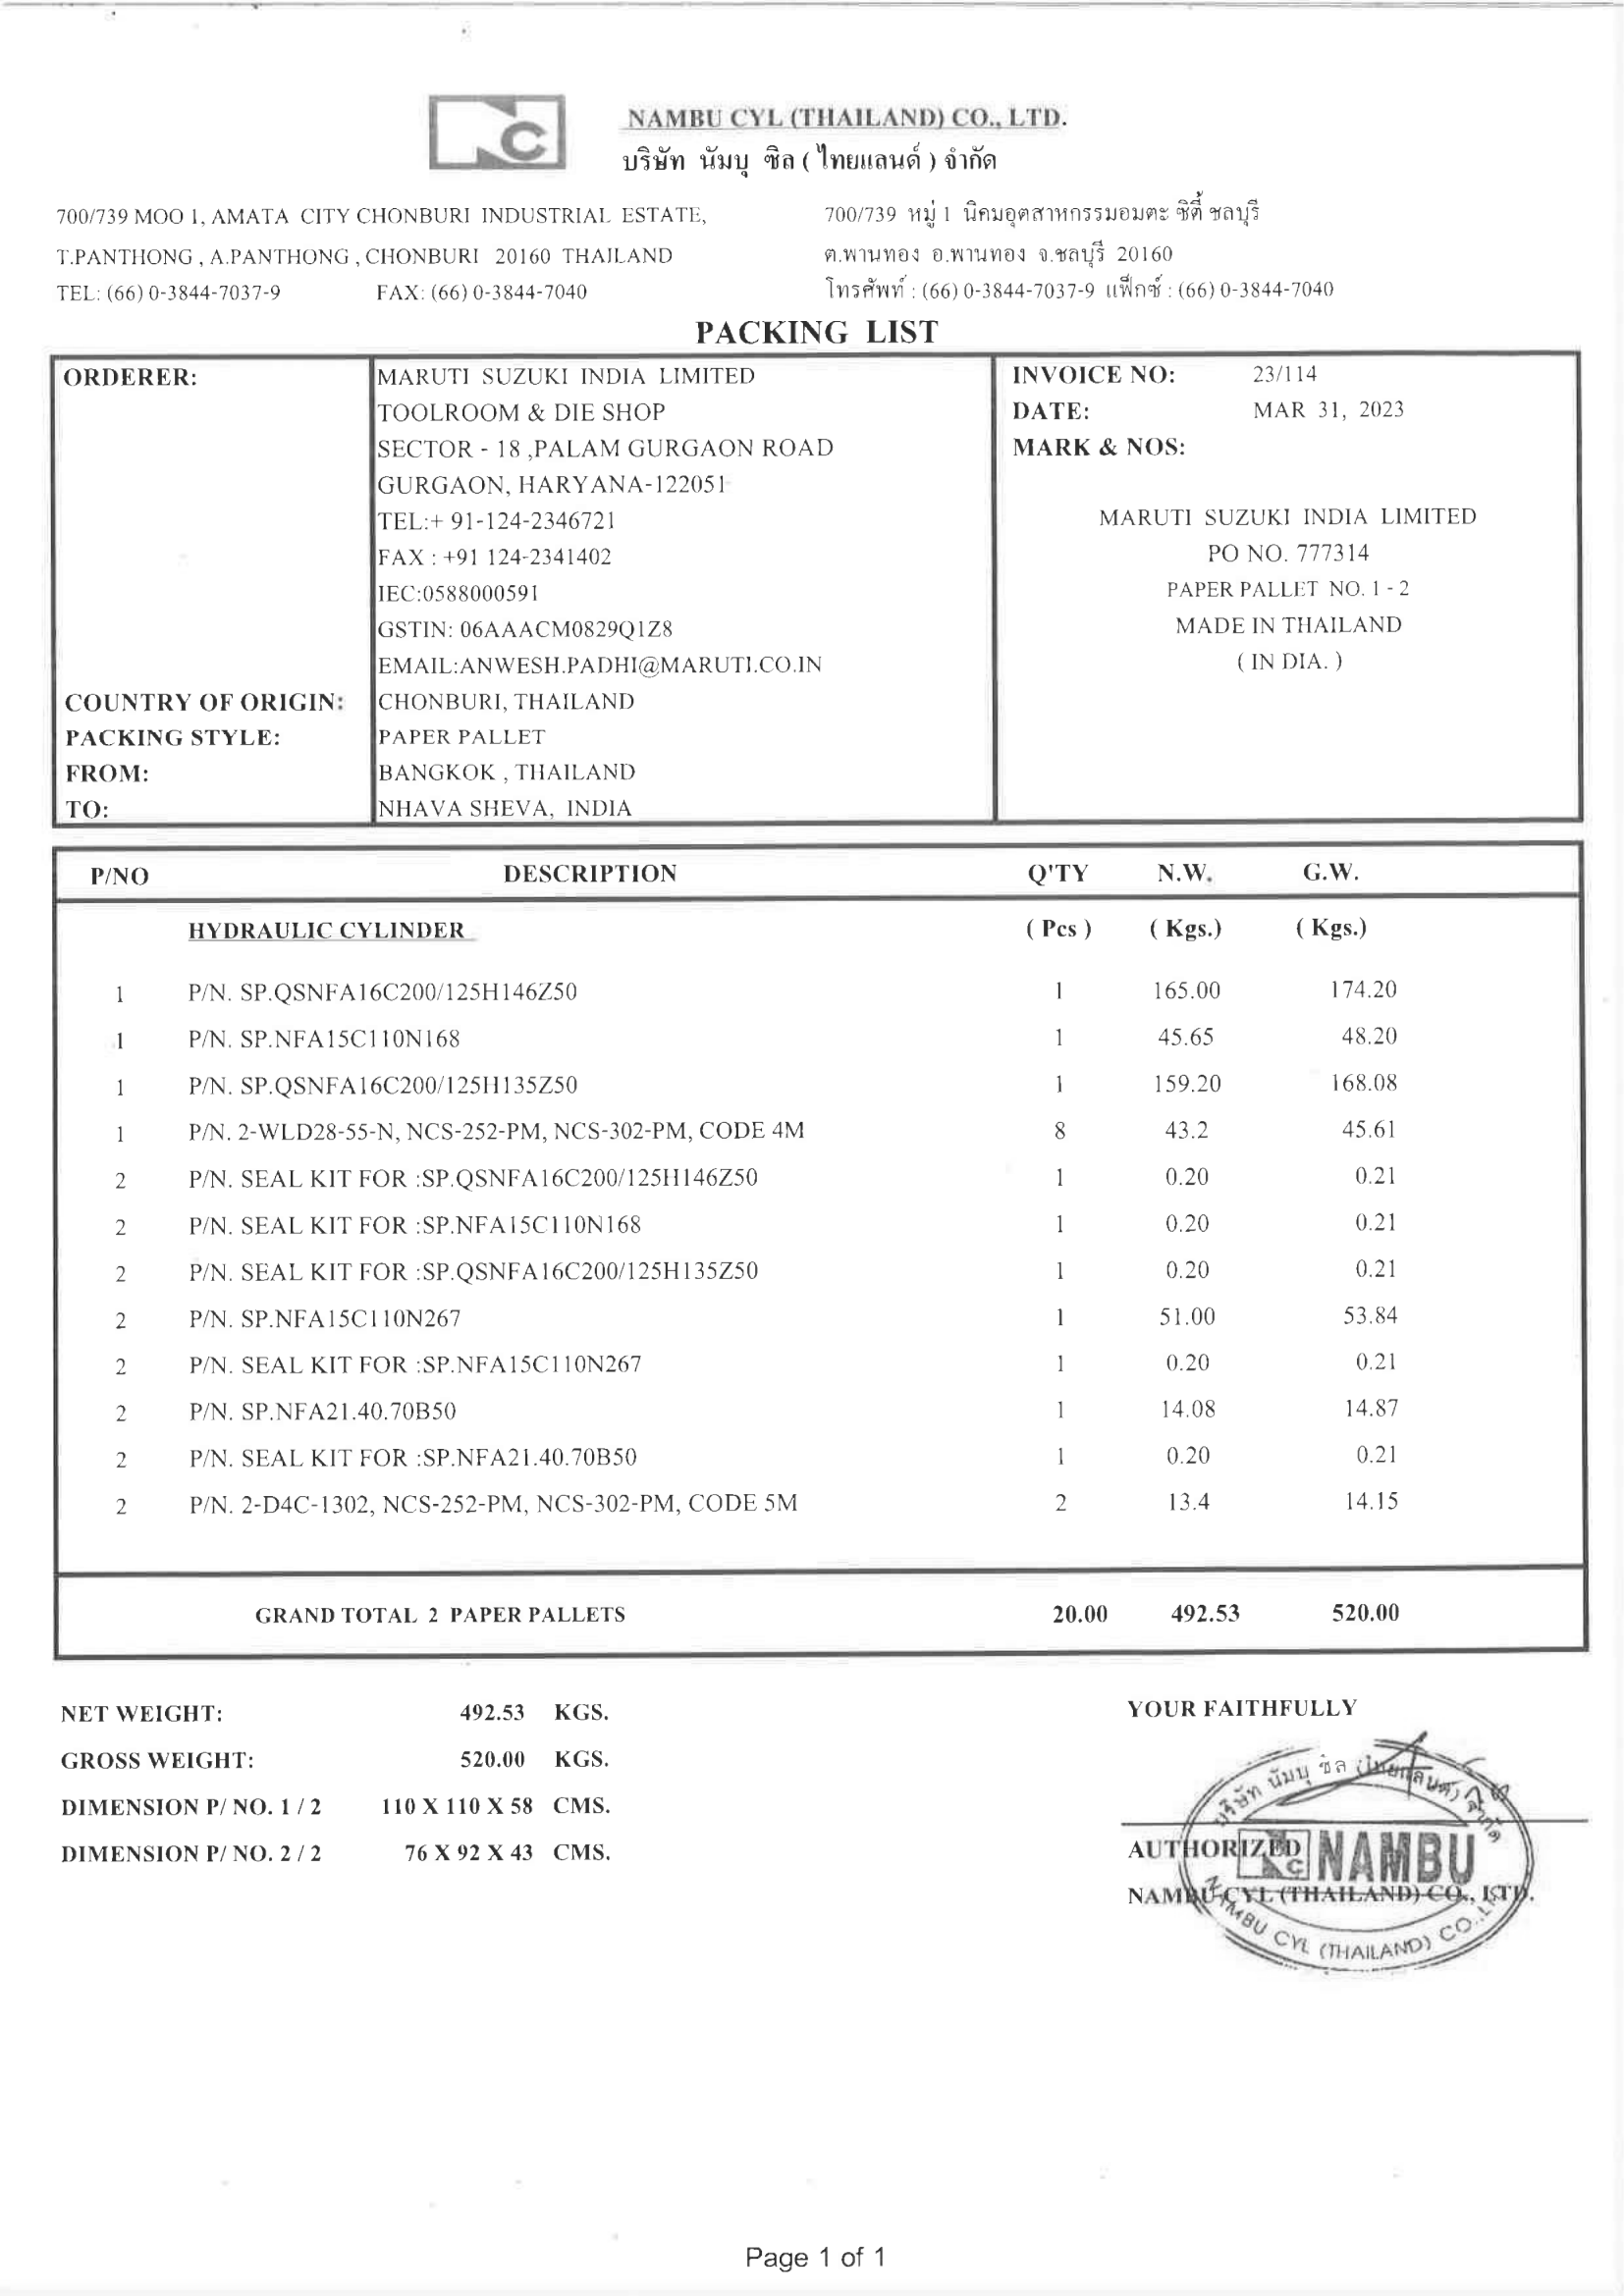 NAMBU CYL (THAILAND) CO., LTD.
บริษัท นัมบุ ซิล ( ไทยแลนด์ ) จำกัด
700/739 MOO 1, AMATA CITY CHONBURI INDUSTRIAL ESTATE,
T.PANTHONG , A.PANTHONG , CHONBURI 20160 THAILAND
TEL: (66) 0-3844-7037-9 FAX: (66) 0-3844-7040
700/739 หมู่ 1 นิคมอุตสาหกรรมอมตะ ซิตี้ ชลบุรี
ต.พานทอง อ.พานทอง จ.ชลบุรี 20160
โทรศัพท์ : (66) 0-3844-7037-9 แฟ็กซ์ : (66) 0-3844-7040
PACKING LIST
ORDERER: MARUTI SUZUKI INDIA LIMITED
TOOLROOM & DIE SHOP
SECTOR - 18 ,PALAM GURGAON ROAD
GURGAON, HARYANA-122051
TEL:+ 91-124-2346721
FAX : +91 124-2341402
IEC:0588000591
GSTIN: 06AAACM0829Q1Z8
EMAIL:ANWESH.PADHI@MARUTI.CO.IN
COUNTRY OF ORIGIN: CHONBURI, THAILAND
PACKING STYLE: PAPER PALLET
FROM: BANGKOK , THAILAND
TO: NHAVA SHEVA, INDIA
INVOICE NO: 23/114
DATE: MAR 31, 2023
MARK & NOS:
MARUTI SUZUKI INDIA LIMITED
PO NO. 777314
PAPER PALLET NO. 1 - 2
MADE IN THAILAND
( IN DIA. )
P/NO DESCRIPTION Q'TY N.W. G.W.
HYDRAULIC CYLINDER ( Pcs ) ( Kgs.) ( Kgs.)
1 P/N. SP.QSNFA16C200/125H146Z50 1 165.00 174.20
1 P/N. SP.NFA15C110N168 1 45.65 48.20
1 P/N. SP.QSNFA16C200/125H135Z50 1 159.20 168.08
1 P/N. 2-WLD28-55-N, NCS-252-PM, NCS-302-PM, CODE 4M 8 43.2 45.61
2 P/N. SEAL KIT FOR :SP.QSNFA16C200/125H146Z50 1 0.20 0.21
2 P/N. SEAL KIT FOR :SP.NFA15C110N168 1 0.20 0.21
2 P/N. SEAL KIT FOR :SP.QSNFA16C200/125H135Z50 1 0.20 0.21
2 P/N. SP.NFA15C110N267 1 51.00 53.84
2 P/N. SEAL KIT FOR :SP.NFA15C110N267 1 0.20 0.21
2 P/N. SP.NFA21.40.70B50 1 14.08 14.87
2 P/N. SEAL KIT FOR :SP.NFA21.40.70B50 1 0.20 0.21
2 P/N. 2-D4C-1302, NCS-252-PM, NCS-302-PM, CODE 5M 2 13.4 14.15
GRAND TOTAL 2 PAPER PALLETS 20.00 492.53 520.00
NET WEIGHT: 492.53 KGS.
GROSS WEIGHT: 520.00 KGS.
DIMENSION P/ NO. 1 / 2 110 X 110 X 58 CMS.
DIMENSION P/ NO. 2 / 2 76 X 92 X 43 CMS.
YOUR FAITHFULLY
บริษัท นัมบุ ซิล (ไทยแลนด์) จำกัด
AUTHORIZED
NAMBU
NAMBU CYL (THAILAND) CO., LTD.
NAMBU CYL (THAILAND) CO.,LTD
Page 1 of 1